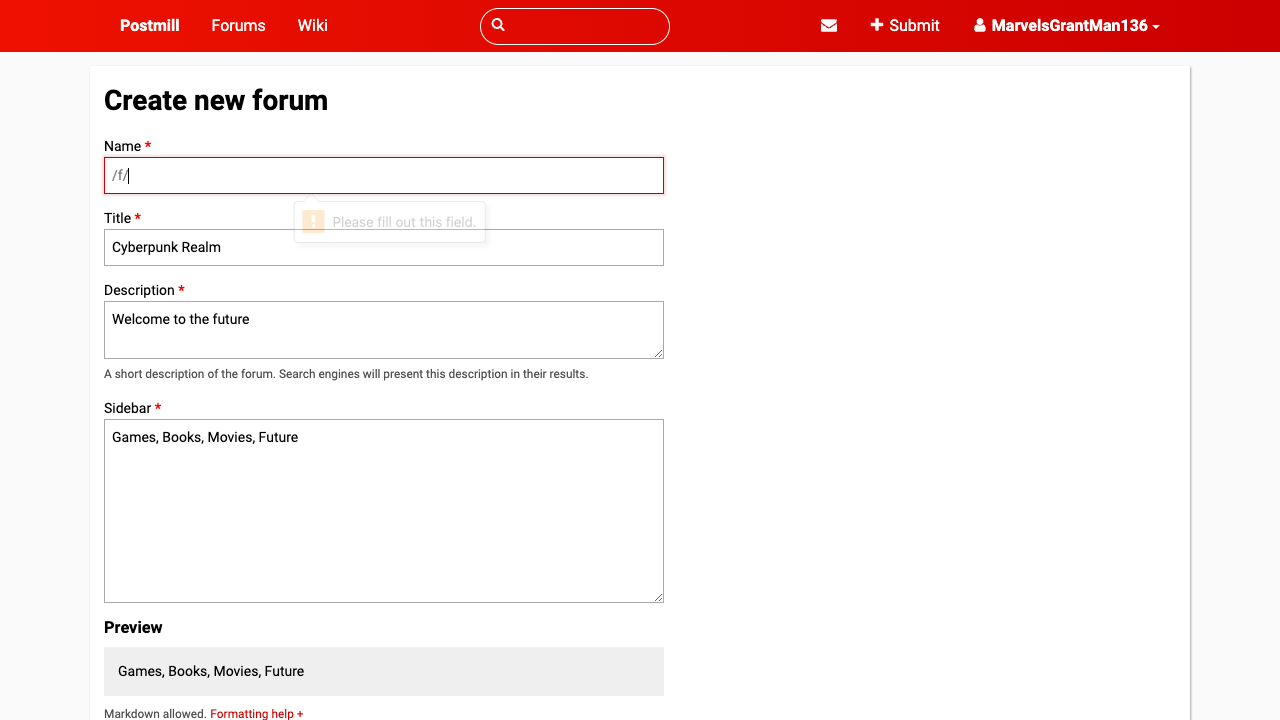 Postmill Forums Wiki Submit MarvelsGrantMan136
Create new forum
Name *
/f/
Please fill out this field.
Title *
Cyberpunk Realm
Description *
Welcome to the future
A short description of the forum. Search engines will present this description in their results.
Sidebar *
Games, Books, Movies, Future
Preview
Games, Books, Movies, Future
Markdown allowed. Formatting help +